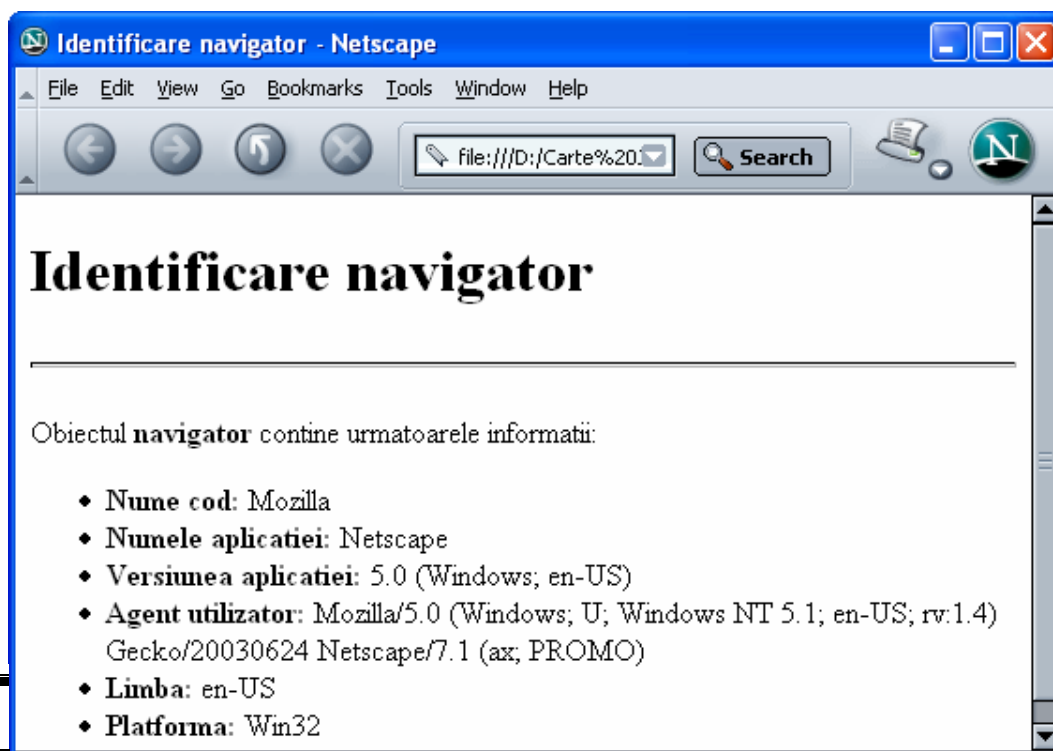 Identificare navigator - Netscape
File Edit View Go Bookmarks Tools Window Help
file:///D:/Carte%20 Search N
Identificare navigator
Obiectul navigator contine urmatoarele informatii:
• Nume cod: Mozilla
• Numele aplicatiei: Netscape
• Versiunea aplicatiei: 5.0 (Windows; en-US)
• Agent utilizator: Mozilla/5.0 (Windows; U; Windows NT 5.1; en-US; rv:1.4)
Gecko/20030624 Netscape/7.1 (ax; PROMO)
• Limba: en-US
• Platforma: Win32